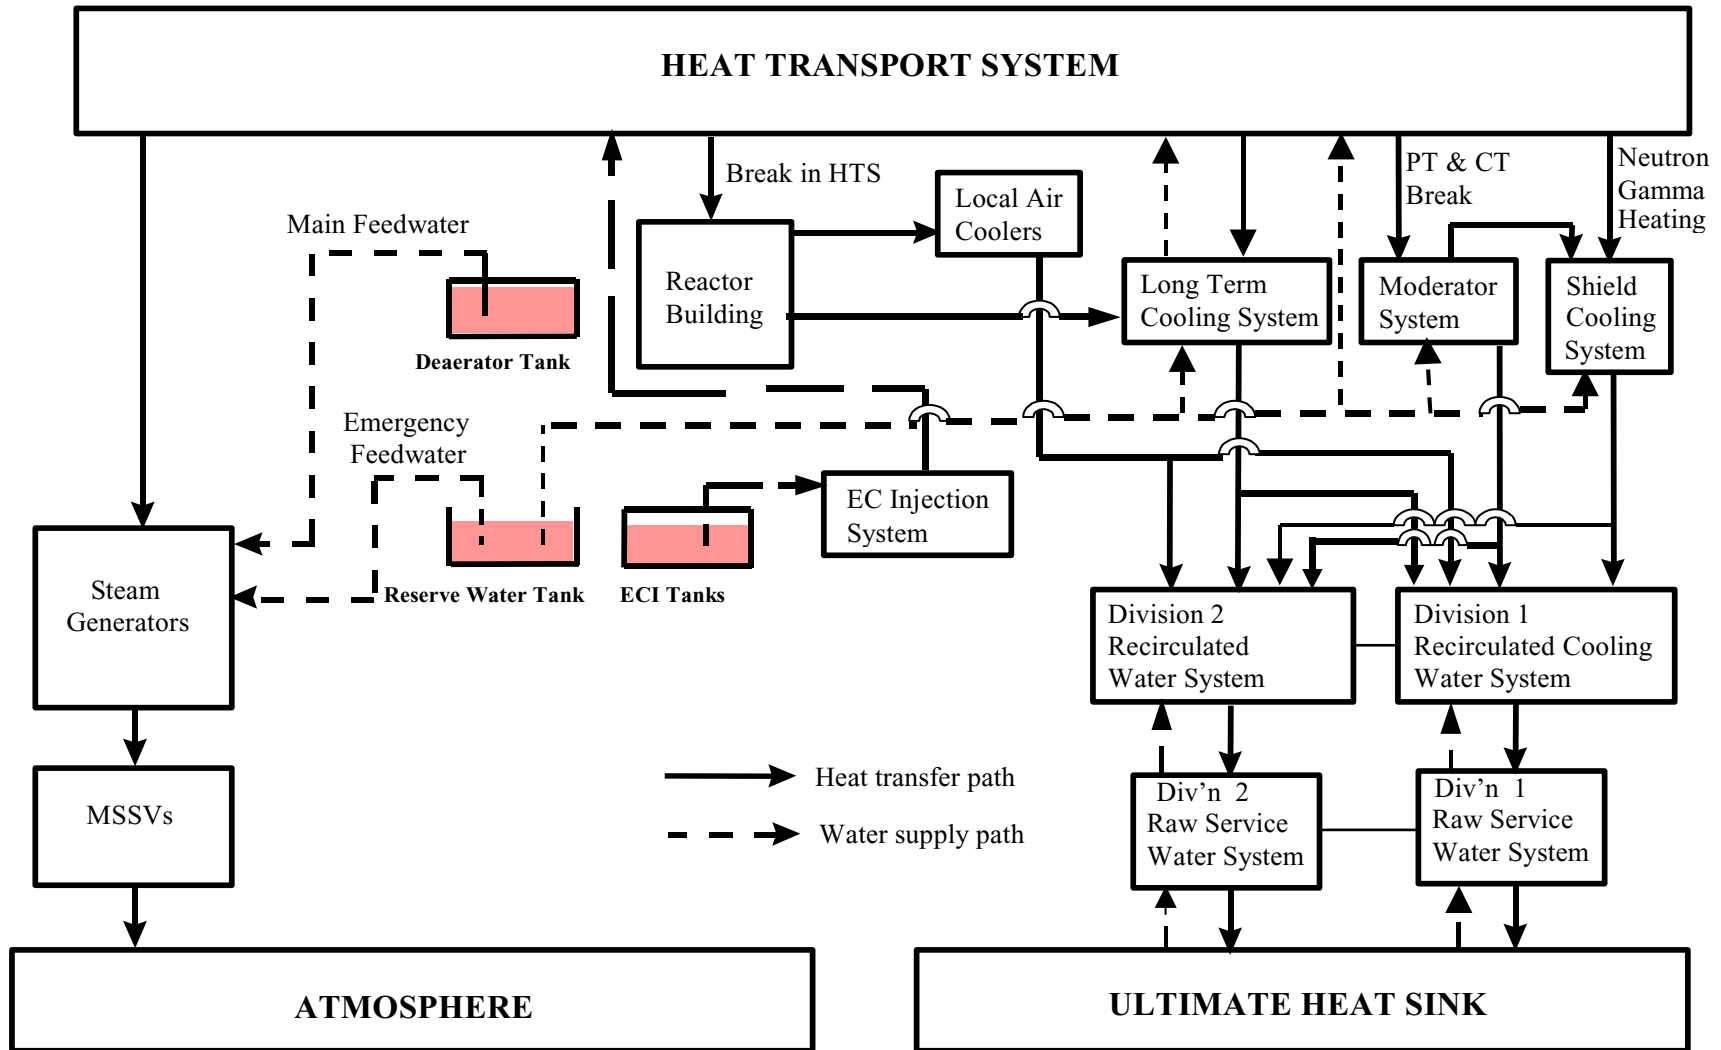 HEAT TRANSPORT SYSTEM
Break in HTS
PT & CT
Break
Neutron
Gamma
Heating
Main Feedwater
Local Air
Coolers
Reactor
Building
Long Term
Cooling System
Moderator
System
Shield
Cooling
System
Deaerator Tank
Emergency
Feedwater
EC Injection
System
Reserve Water Tank
ECI Tanks
Steam
Generators
Division 2
Recirculated
Water System
Division 1
Recirculated Cooling
Water System
MSSVs
Heat transfer path
Water supply path
Div'n 2
Raw Service
Water System
Div'n 1
Raw Service
Water System
ATMOSPHERE
ULTIMATE HEAT SINK